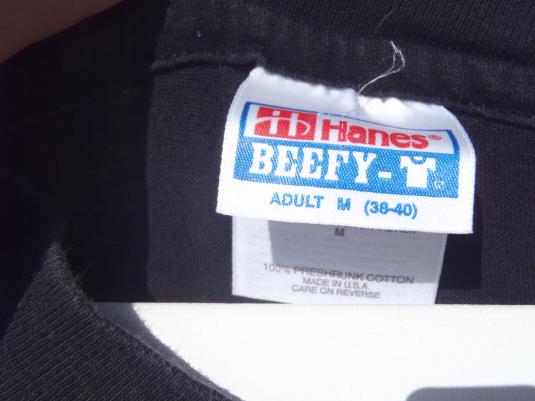 Hanes®
BEEFY-
ADULT M (38-40)
M
100% PRESHRUNK COTTON
MADE IN U.S.A.
CARE ON REVERSE